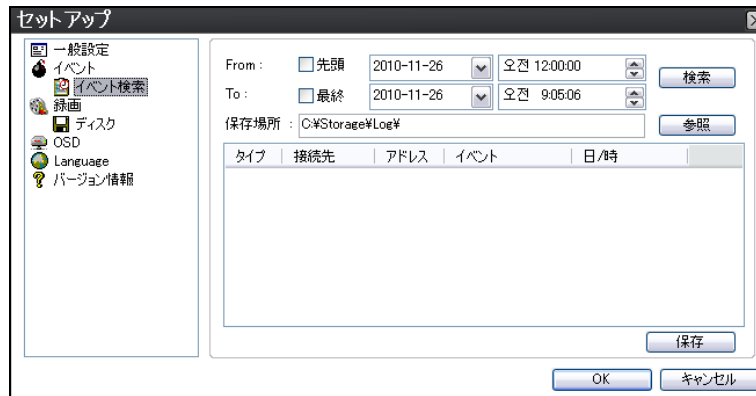 セットアップ
一般設定
イベント
イベント検索
録画
ディスク
OSD
Language
バージョン情報
From : 先頭 2010-11-26 오전 12:00:00 検索
To : 最終 2010-11-26 오전 9:05:06
保存場所 : C:¥Storage¥Log¥ 参照
タイプ 接続先 アドレス イベント 日/時
保存
OK キャンセル